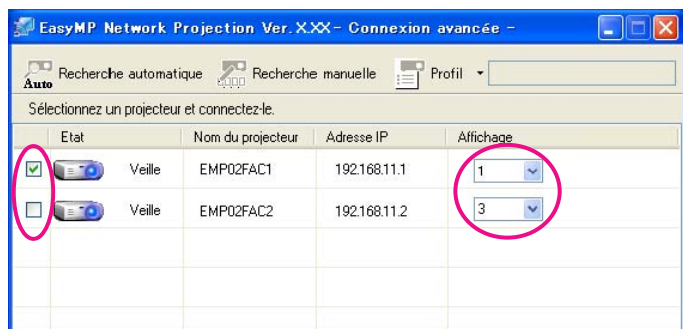 EasyMP Network Projection Ver.X.XX- Connexion avancée -
Auto Recherche automatique Recherche manuelle Profil
Sélectionnez un projecteur et connectez-le.
Etat Nom du projecteur Adresse IP Affichage
Veille EMP02FAC1 192.168.11.1 1
Veille EMP02FAC2 192.168.11.2 3